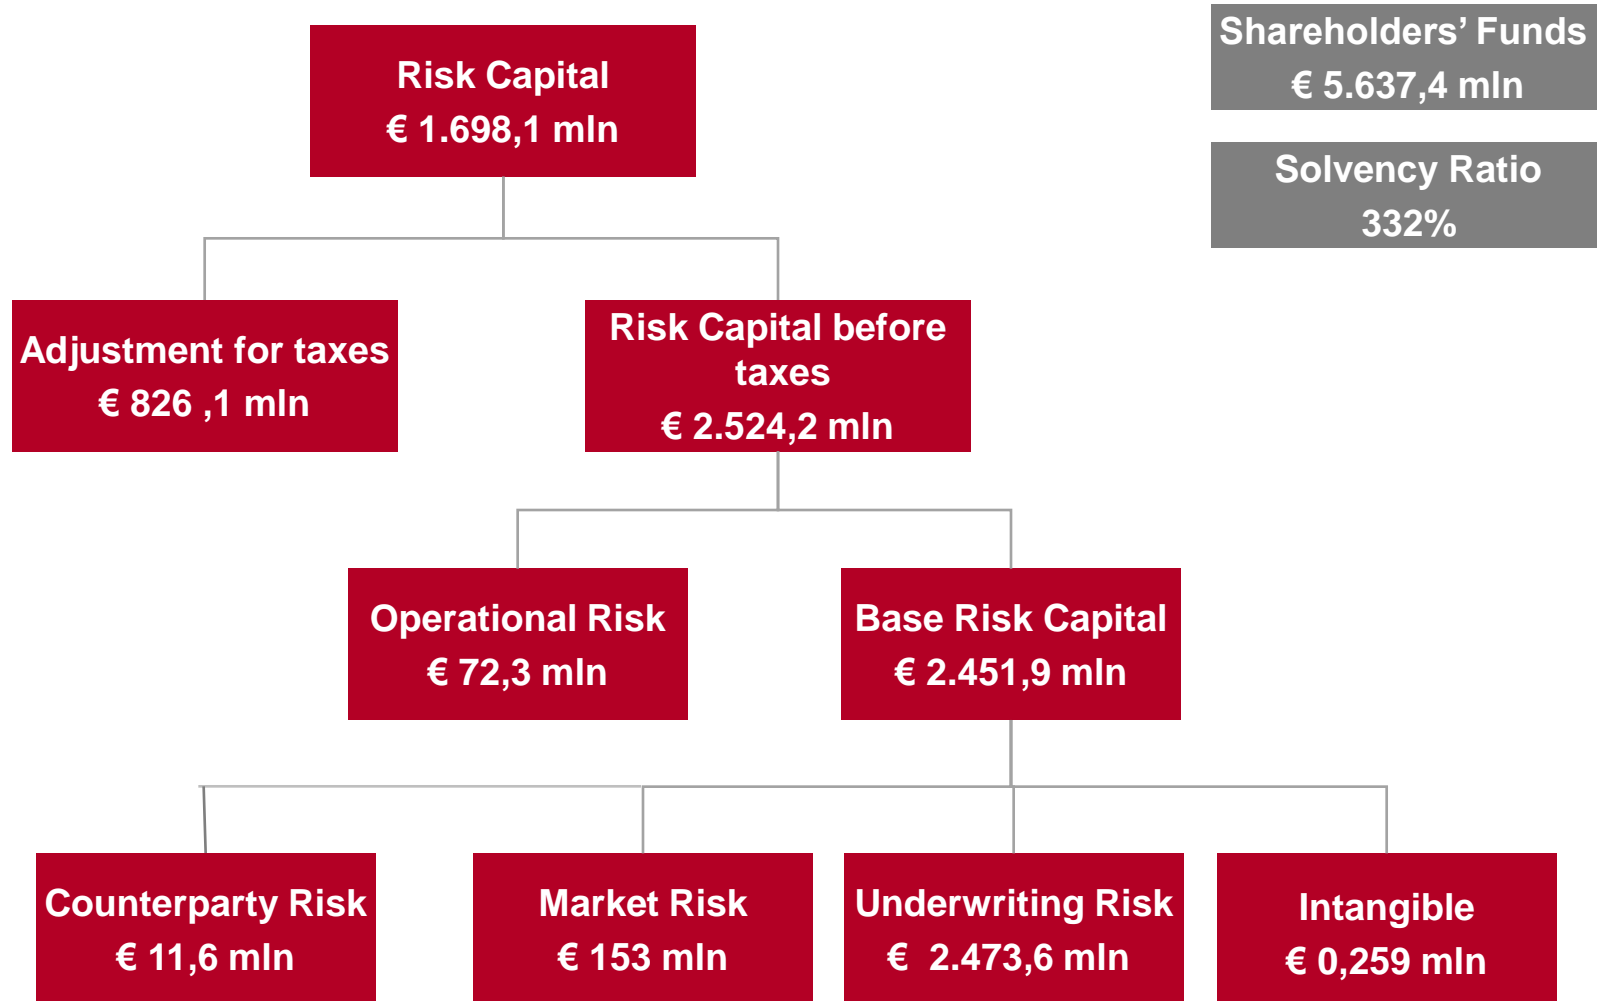 Shareholders’ Funds
€ 5.637,4 mln
Risk Capital
€ 1.698,1 mln
Solvency Ratio
332%
Adjustment for taxes
€ 826 ,1 mln
Risk Capital before
taxes
€ 2.524,2 mln
Operational Risk
€ 72,3 mln
Base Risk Capital
€ 2.451,9 mln
Counterparty Risk
€ 11,6 mln
Market Risk
€ 153 mln
Underwriting Risk
€  2.473,6 mln
Intangible
€ 0,259 mln